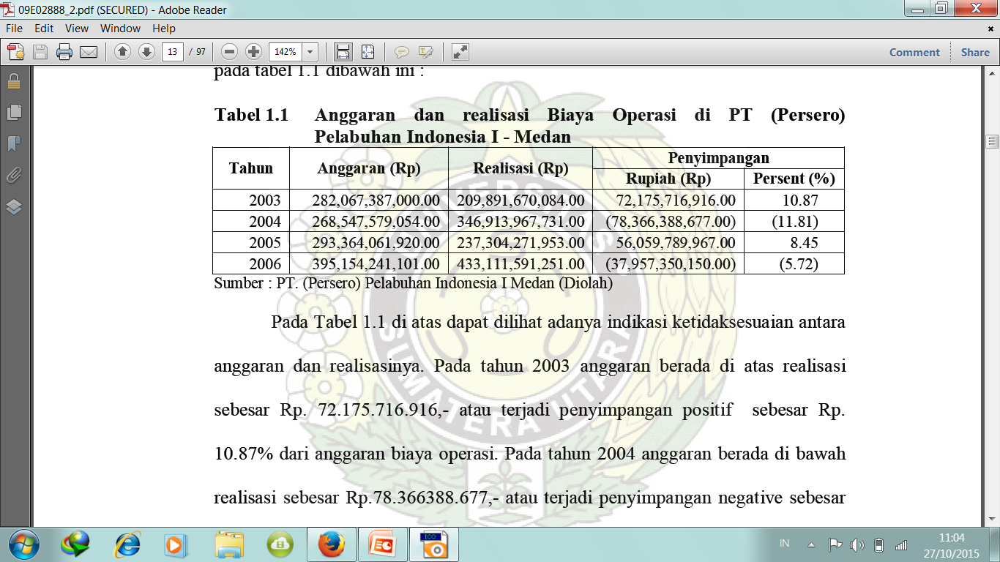 09E02888_2.pdf (SECURED) - Adobe Reader
File Edit View Window Help
13 / 97 142% Comment Share
pada tabel 1.1 dibawah ini :
Tabel 1.1 Anggaran dan realisasi Biaya Operasi di PT (Persero)
Pelabuhan Indonesia I - Medan
Tahun Anggaran (Rp) Realisasi (Rp) Penyimpangan
Rupiah (Rp) Persent (%)
2003 282,067,387,000.00 209,891,670,084.00 72,175,716,916.00 10.87
2004 268,547,579,054.00 346,913,967,731.00 (78,366,388,677.00) (11.81)
2005 293,364,061,920.00 237,304,271,953.00 56,059,789,967.00 8.45
2006 395,154,241,101.00 433,111,591,251.00 (37,957,350,150.00) (5.72)
Sumber : PT. (Persero) Pelabuhan Indonesia I Medan (Diolah)
Pada Tabel 1.1 di atas dapat dilihat adanya indikasi ketidaksesuaian antara
anggaran dan realisasinya. Pada tahun 2003 anggaran berada di atas realisasi
sebesar Rp. 72.175.716.916,- atau terjadi penyimpangan positif sebesar Rp.
10.87% dari anggaran biaya operasi. Pada tahun 2004 anggaran berada di bawah
realisasi sebesar Rp.78.366388.677,- atau terjadi penyimpangan negative sebesar
UNIVERSITAS
SUMATERA UTARA
IN 11:04
27/10/2015